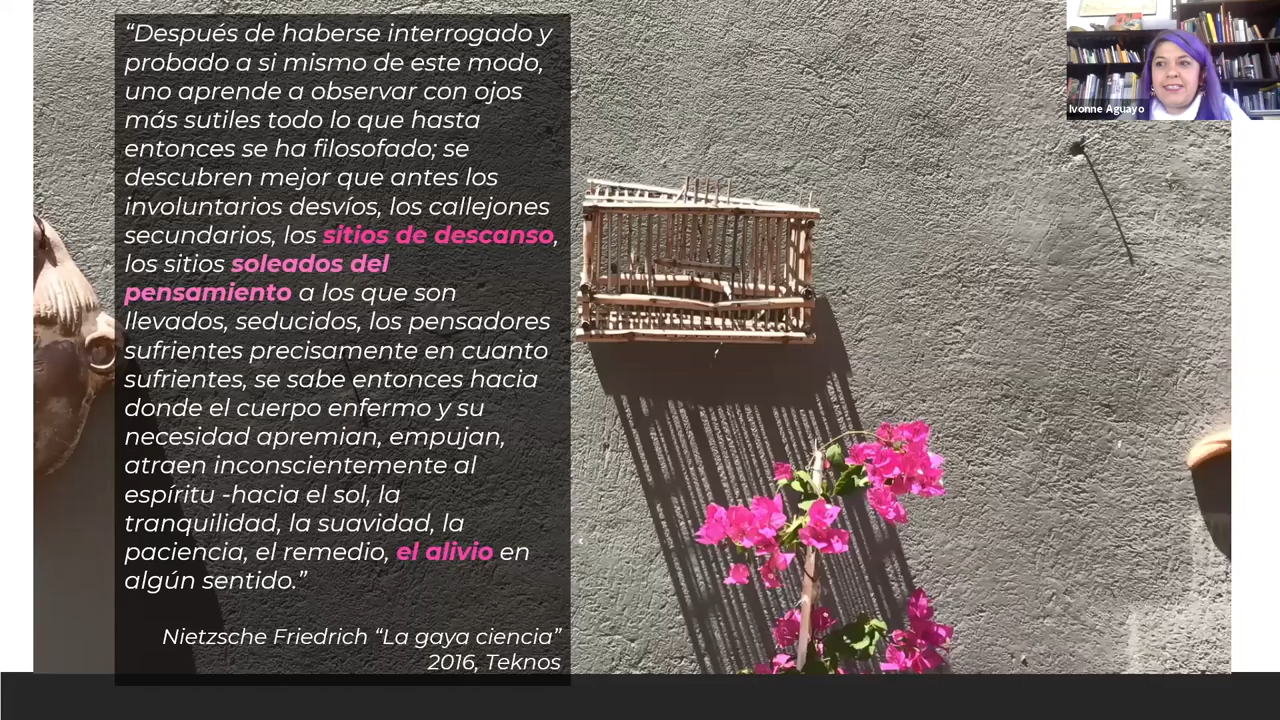 “Después de haberse interrogado y
probado a si mismo de este modo,
uno aprende a observar con ojos
más sutiles todo lo que hasta
entonces se ha filosofado; se
descubren mejor que antes los
involuntarios desvíos, los callejones
secundarios, los sitios de descanso,
los sitios soleados del
pensamiento a los que son
llevados, seducidos, los pensadores
sufrientes precisamente en cuanto
sufrientes, se sabe entonces hacia
donde el cuerpo enfermo y su
necesidad apremian, empujan,
atraen inconscientemente al
espíritu -hacia el sol, la
tranquilidad, la suavidad, la
paciencia, el remedio, el alivio en
algún sentido.”
Nietzsche Friedrich “La gaya ciencia”
2016, Teknos
Ivonne Aguayo